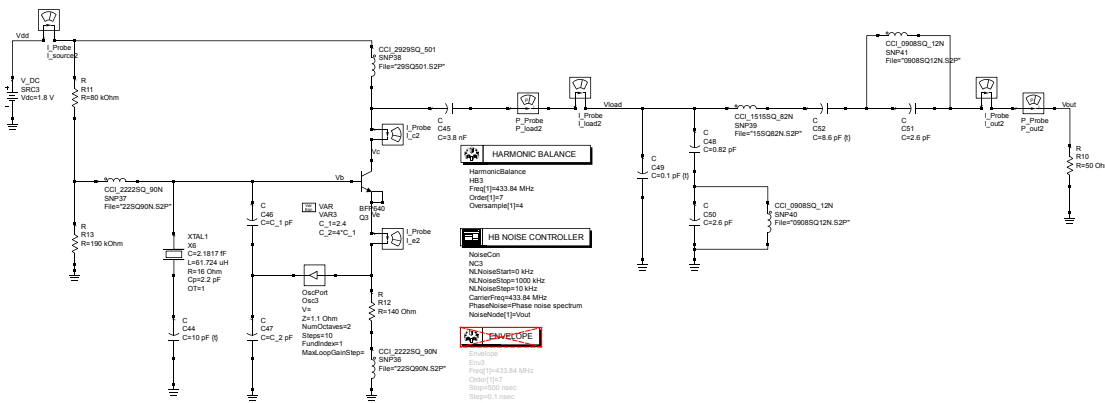 Vdd
I_Probe
I_source2
V_DC
SRC3
Vdc=1.8 V
R
R11
R=80 kOhm
CCI_2929SQ_501
SNP38
File="29SQ501.S2P"
C
C45
C=3.8 nF
P_Probe
P_load2
I_Probe
I_load2
Vload
CCI_1515SQ_82N
SNP39
File="15SQ82N.S2P"
C
C52
C=8.6 pF {t}
CCI_0908SQ_12N
SNP41
File="0908SQ12N.S2P"
C
C51
C=2.6 pF
I_Probe
I_out2
P_Probe
P_out2
Vout
R
R10
R=50 Oh
I_Probe
I_c2
Vc
C
C48
C=0.82 pF
C
C49
C=0.1 pF {t}
C
C50
C=2.6 pF
CCI_0908SQ_12N
SNP40
File="0908SQ12N.S2P"
CCI_2222SQ_90N
SNP37
File="22SQ90N.S2P"
Vb
BFP640
Q3
Ve
R
R13
R=190 kOhm
XTAL1
X6
C=2.1817 fF
L=61.724 uH
R=16 Ohm
Cp=2.2 pF
OT=1
C
C44
C=10 pF {t}
C
C46
C=C_1 pF
C
C47
C=C_2 pF
VAR
VAR3
C_1=2.4
C_2=4*C_1
I_Probe
I_e2
OscPort
Osc3
V=
Z=1.1 Ohm
NumOctaves=2
Steps=10
FundIndex=1
MaxLoopGainStep=
R
R12
R=140 Ohm
CCI_2222SQ_90N
SNP36
File="22SQ90N.S2P"
HARMONIC BALANCE
HarmonicBalance
HB3
Freq[1]=433.84 MHz
Order[1]=7
Oversample[1]=4
HB NOISE CONTROLLER
NoiseCon
NC3
NLNoiseStart=0 kHz
NLNoiseStop=1000 kHz
NLNoiseStep=10 kHz
CarrierFreq=433.84 MHz
PhaseNoise=Phase noise spectrum
NoiseNode[1]=Vout
ENVELOPE
Envelope
Env3
Freq[1]=433.84 MHz
Order[1]=7
Stop=500 nsec
Step=0.1 nsec